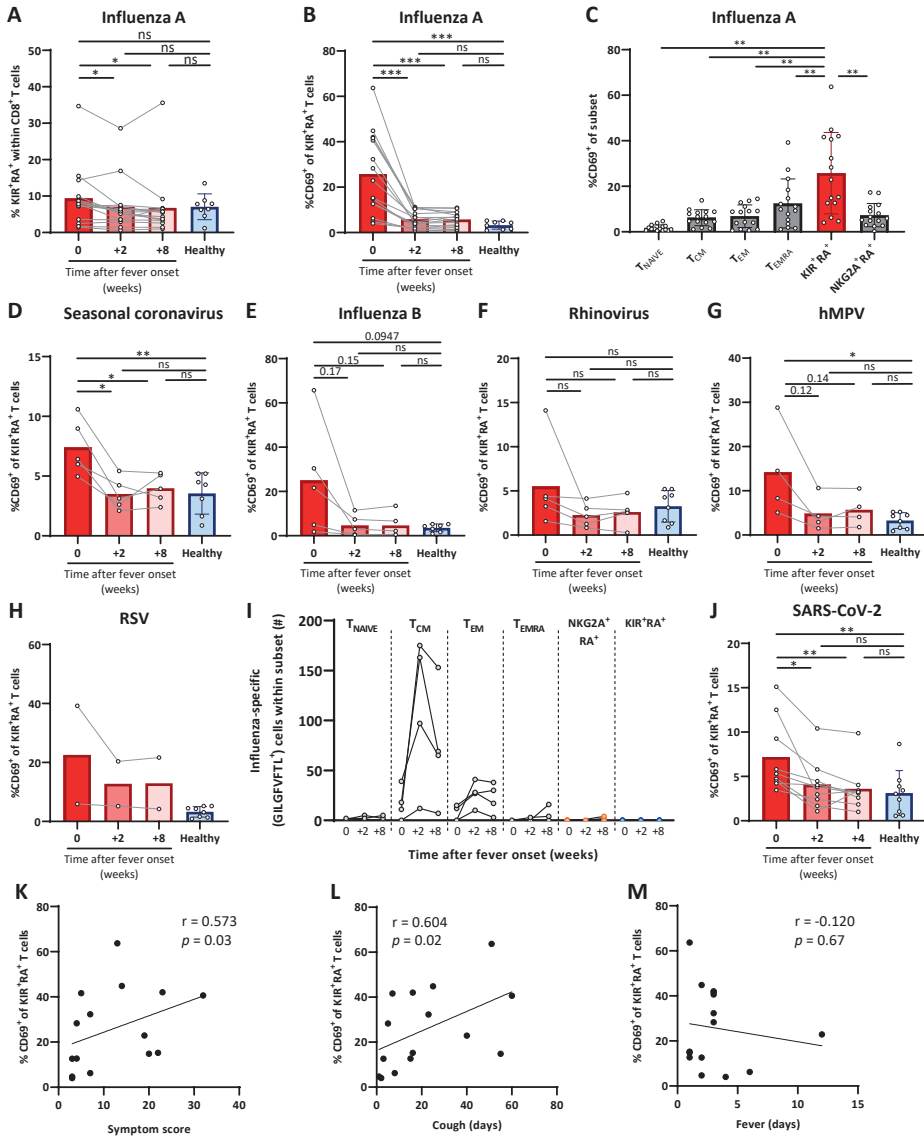 A
Influenza A
% KIR⁺RA⁺ within CD8⁺ T cells
50
40
30
20
10
0
ns
ns
*
ns
*
0 +2 +8 Healthy
Time after fever onset
(weeks)
B
Influenza A
%CD69⁺ of KIR⁺RA⁺ T cells
80
60
40
20
0
***
ns
***
ns
***
0 +2 +8 Healthy
Time after fever onset
(weeks)
C
Influenza A
%CD69⁺ of subset
80
60
40
20
0
**
**
**
** **
T_NAIVE T_CM T_EM T_EMRA KIR⁺RA⁺ NKG2A⁺RA⁺
D
Seasonal coronavirus
%CD69⁺ of KIR⁺RA⁺ T cells
15
10
5
0
**
ns
*
ns
*
0 +2 +8 Healthy
Time after fever onset
(weeks)
E
Influenza B
%CD69⁺ of KIR⁺RA⁺ T cells
80
60
40
20
0
0.0947
ns
0.15
ns
0.17
0 +2 +8 Healthy
Time after fever onset
(weeks)
F
Rhinovirus
%CD69⁺ of KIR⁺RA⁺ T cells
20
15
10
5
0
ns
ns
ns
ns
ns
0 +2 +8 Healthy
Time after fever onset
(weeks)
G
hMPV
%CD69⁺ of KIR⁺RA⁺ T cells
40
30
20
10
0
*
ns
0.14
ns
0.12
0 +2 +8 Healthy
Time after fever onset
(weeks)
H
RSV
%CD69⁺ of KIR⁺RA⁺ T cells
60
40
20
0
0 +2 +8 Healthy
Time after fever onset
(weeks)
I
Influenza-specific
(GILGFVFTL⁺) cells within subset (#)
200
150
100
50
0
T_NAIVE T_CM T_EM T_EMRA NKG2A⁺ KIR⁺RA⁺
RA⁺
0 +2 +8 0 +2 +8 0 +2 +8 0 +2 +8 0 +2 +8 0 +2 +8
Time after fever onset (weeks)
J
SARS-CoV-2
%CD69⁺ of KIR⁺RA⁺ T cells
20
15
10
5
0
**
ns
**
ns
*
0 +2 +4 Healthy
Time after fever onset
(weeks)
K
% CD69⁺ of KIR⁺RA⁺ T cells
80
60
40
20
0
r = 0.573
p = 0.03
0 10 20 30 40
Symptom score
L
% CD69⁺ of KIR⁺RA⁺ T cells
80
60
40
20
0
r = 0.604
p = 0.02
0 20 40 60 80
Cough (days)
M
% CD69⁺ of KIR⁺RA⁺ T cells
80
60
40
20
0
r = -0.120
p = 0.67
0 5 10 15
Fever (days)